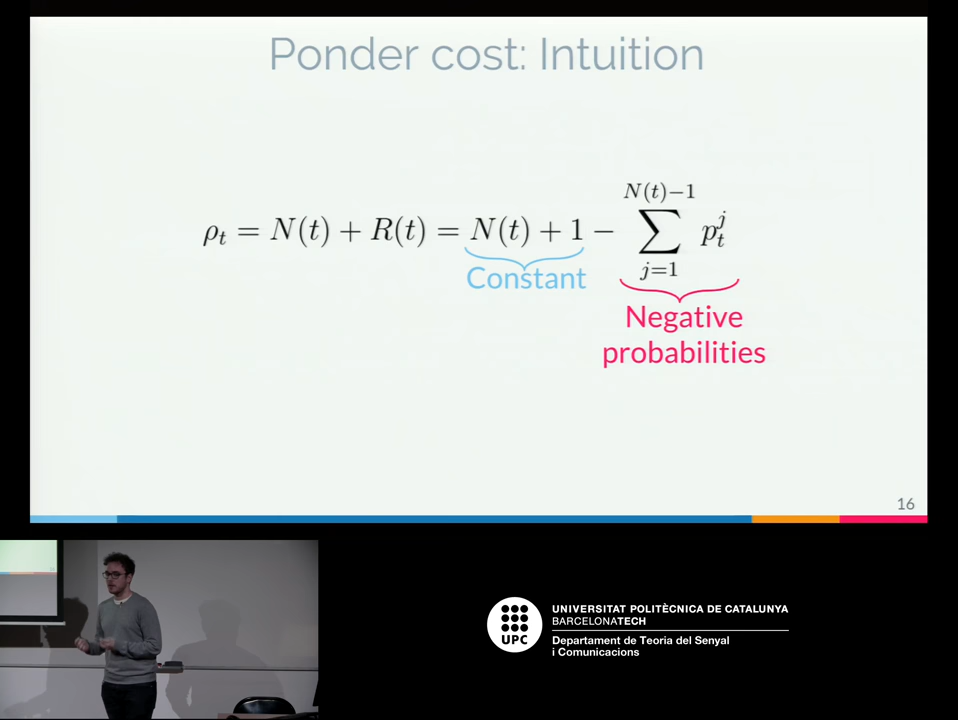 Ponder cost: Intuition
ρ_t = N(t) + R(t) = N(t) + 1 − ∑_{j=1}^{N(t)−1} p_t^j
Constant
Negative
probabilities
16
UPC
UNIVERSITAT POLITÈCNICA DE CATALUNYA
BARCELONATECH
Departament de Teoria del Senyal
i Comunicacions